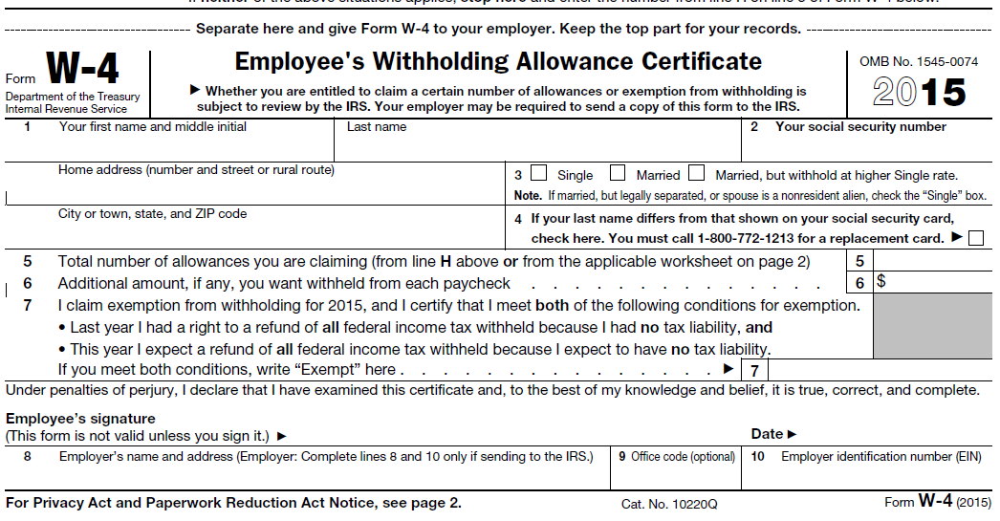 Separate here and give Form W-4 to your employer. Keep the top part for your records.
Form W-4
Department of the Treasury
Internal Revenue Service
Employee's Withholding Allowance Certificate
▶ Whether you are entitled to claim a certain number of allowances or exemption from withholding is
subject to review by the IRS. Your employer may be required to send a copy of this form to the IRS.
OMB No. 1545-0074
2015
1 Your first name and middle initial
Last name
2 Your social security number
Home address (number and street or rural route)
3 Single Married Married, but withhold at higher Single rate.
Note. If married, but legally separated, or spouse is a nonresident alien, check the “Single” box.
City or town, state, and ZIP code
4 If your last name differs from that shown on your social security card,
check here. You must call 1-800-772-1213 for a replacement card. ▶
5 Total number of allowances you are claiming (from line H above or from the applicable worksheet on page 2) 5
6 Additional amount, if any, you want withheld from each paycheck . . . . . . . . . . . . . . 6 $
7 I claim exemption from withholding for 2015, and I certify that I meet both of the following conditions for exemption.
• Last year I had a right to a refund of all federal income tax withheld because I had no tax liability, and
• This year I expect a refund of all federal income tax withheld because I expect to have no tax liability.
If you meet both conditions, write “Exempt” here . . . . . . . . . . . . . . . ▶ 7
Under penalties of perjury, I declare that I have examined this certificate and, to the best of my knowledge and belief, it is true, correct, and complete.
Employee's signature
(This form is not valid unless you sign it.) ▶
Date ▶
8 Employer's name and address (Employer: Complete lines 8 and 10 only if sending to the IRS.)
9 Office code (optional)
10 Employer identification number (EIN)
For Privacy Act and Paperwork Reduction Act Notice, see page 2.
Cat. No. 10220Q
Form W-4 (2015)